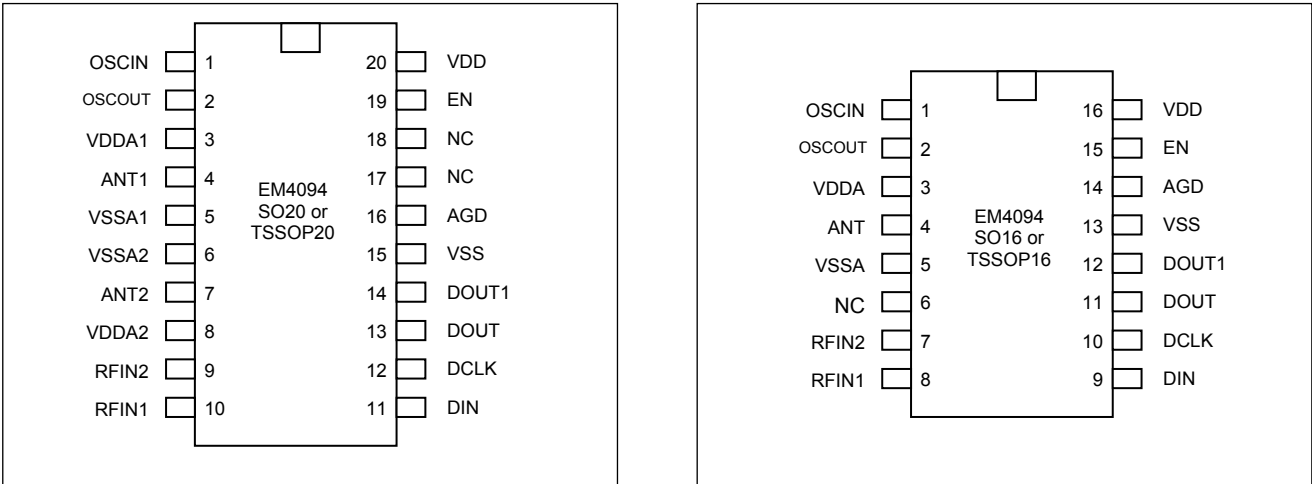 OSCIN 1 20 VDD
OSCOUT 2 19 EN
VDDA1 3 18 NC
ANT1 4 17 NC
EM4094
SO20 or
TSSOP20
VSSA1 5 16 AGD
VSSA2 6 15 VSS
ANT2 7 14 DOUT1
VDDA2 8 13 DOUT
RFIN2 9 12 DCLK
RFIN1 10 11 DIN
OSCIN 1 16 VDD
OSCOUT 2 15 EN
VDDA 3 14 AGD
ANT 4 13 VSS
EM4094
SO16 or
TSSOP16
VSSA 5 12 DOUT1
NC 6 11 DOUT
RFIN2 7 10 DCLK
RFIN1 8 9 DIN